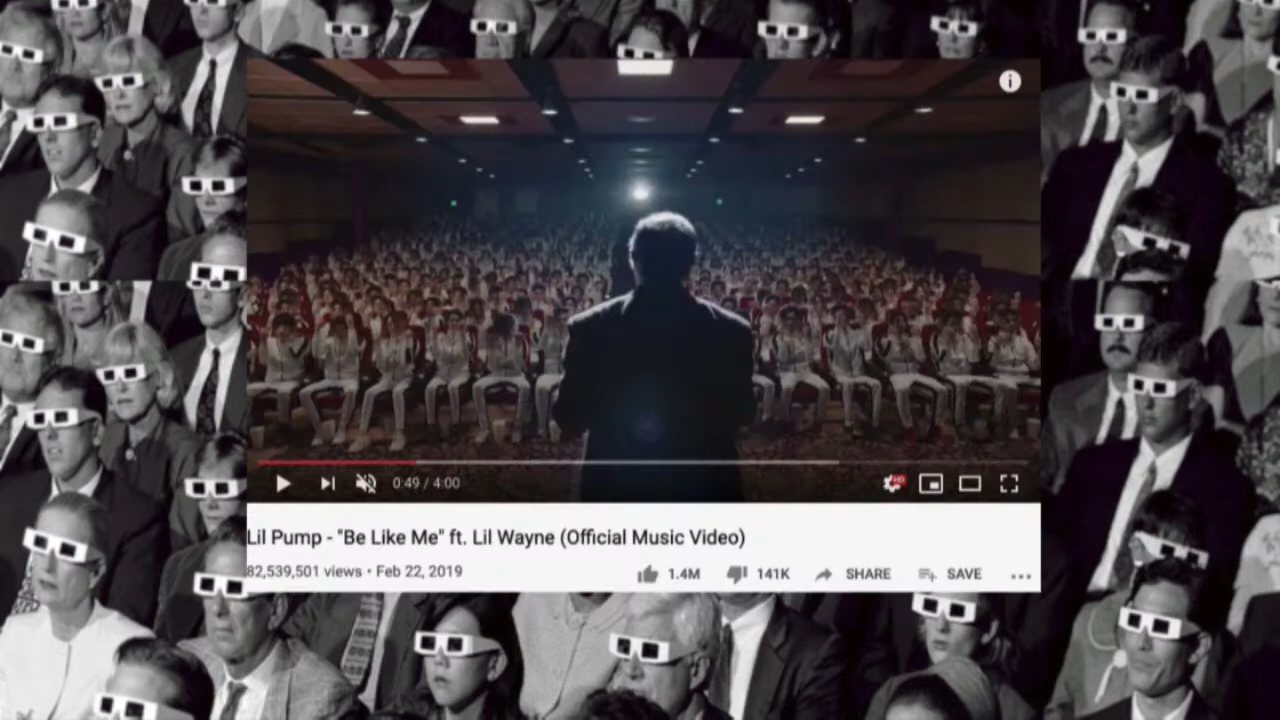 i
HD
0:49 / 4:00
Lil Pump - "Be Like Me" ft. Lil Wayne (Official Music Video)
82,539,501 views • Feb 22, 2019 1.4M 141K SHARE SAVE